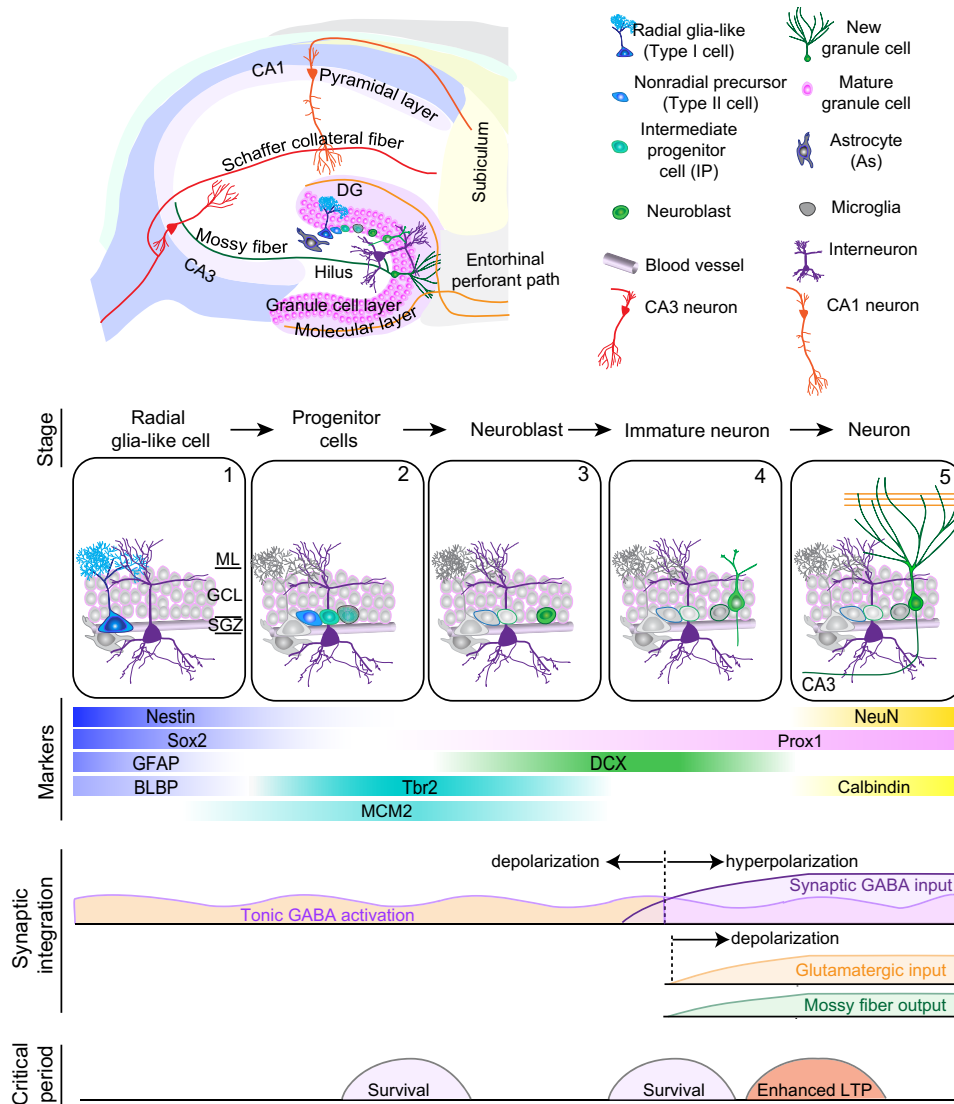 CA1
Pyramidal layer
Schaffer collateral fiber
Subiculum
DG
Mossy fiber
CA3
Hilus
Entorhinal
perforant path
Granule cell layer
Molecular layer
Radial glia-like
(Type I cell)
New
granule cell
Nonradial precursor
(Type II cell)
Mature
granule cell
Intermediate
progenitor
cell (IP)
Astrocyte
(As)
Neuroblast
Microglia
Blood vessel
Interneuron
CA3 neuron
CA1 neuron
Stage
Radial
glia-like cell
Progenitor
cells
Neuroblast
Immature neuron
Neuron
1
2
3
4
5
ML
GCL
SGZ
CA3
Markers
Nestin
NeuN
Sox2
Prox1
GFAP
DCX
BLBP
Tbr2
Calbindin
MCM2
Synaptic
integration
depolarization
hyperpolarization
Synaptic GABA input
Tonic GABA activation
depolarization
Glutamatergic input
Mossy fiber output
Critical
period
Survival
Survival
Enhanced LTP